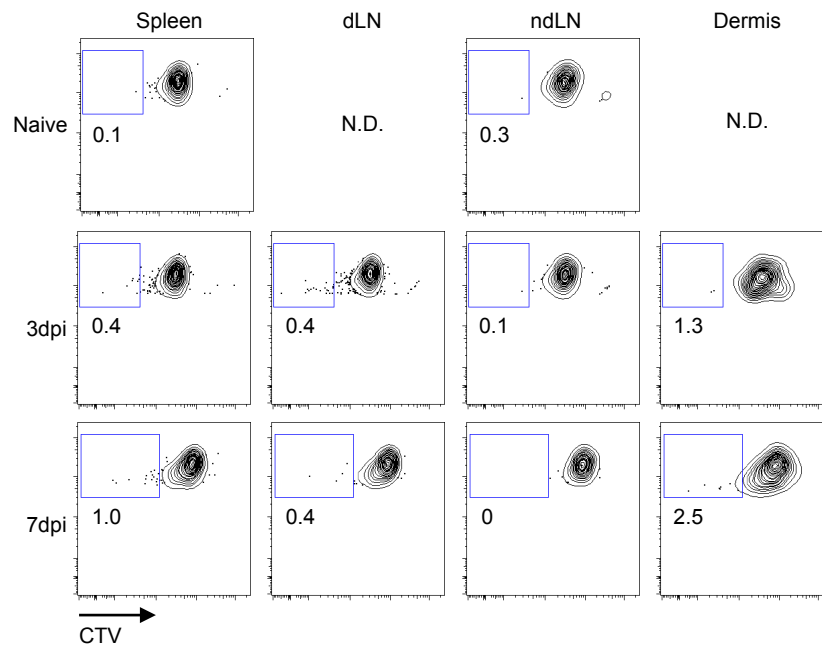 Spleen dLN ndLN Dermis
Naive 0.1 N.D. 0.3 N.D.
3dpi 0.4 0.4 0.1 1.3
7dpi 1.0 0.4 0 2.5
CTV